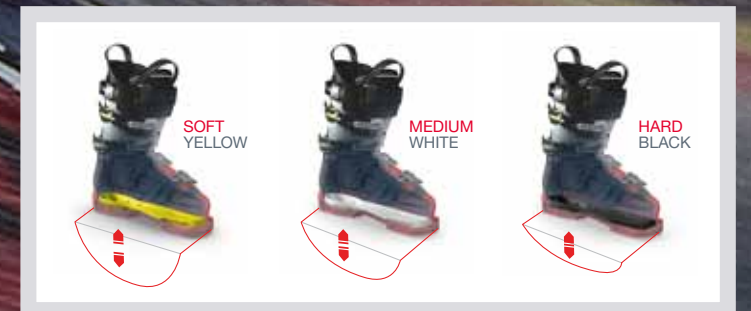 SOFT
YELLOW
MEDIUM
WHITE
HARD
BLACK